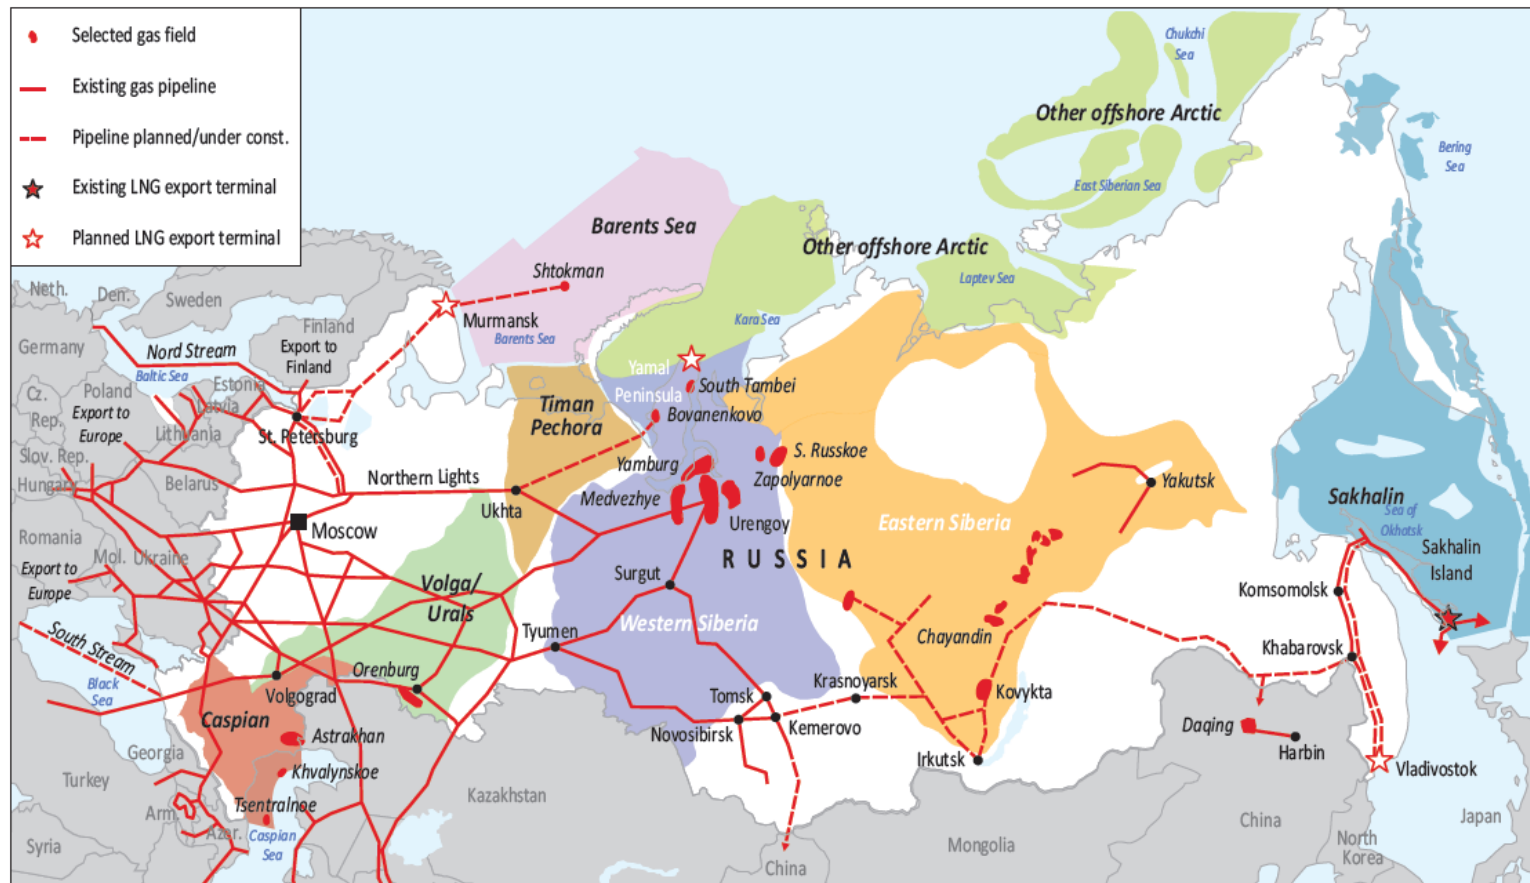 Selected gas field
Existing gas pipeline
Pipeline planned/under const.
Existing LNG export terminal
Planned LNG export terminal
Chukchi
Sea
Other offshore Arctic
East Siberian Sea
Bering
Sea
Barents Sea
Other offshore Arctic
Shtokman
Laptev Sea
Neth.
Den.
Sweden
Murmansk
Barents Sea
Kara Sea
Finland
Germany
Nord Stream
Export to
Finland
Baltic Sea
Estonia
Yamal
Peninsula
South Tambei
Cz.
Rep.
Poland
Latvia
Export to
Europe
Timan
Pechora
Bovanenkovo
Lithuania
St. Petersburg
Slov. Rep.
Hungary
Belarus
Northern Lights
Yamburg
S. Russkoe
Zapolyarnoe
Medvezhye
Urengoy
Ukhta
Yakutsk
Eastern Siberia
Sakhalin
Sea of
Okhotsk
Moscow
Romania
Mol.
Ukraine
Export to
Europe
RUSSIA
Sakhalin
Island
Volga/
Urals
Surgut
Komsomolsk
Western Siberia
Tyumen
Chayandin
Khabarovsk
South Stream
Black
Sea
Orenburg
Volgograd
Tomsk
Krasnoyarsk
Kovykta
Caspian
Astrakhan
Novosibirsk
Kemerovo
Daqing
Harbin
Georgia
Irkutsk
Vladivostok
Turkey
Khvalynskoe
Kazakhstan
Tsentralnoe
Arm.
Azer.
Caspian
Sea
Syria
China
Mongolia
China
North
Korea
Japan